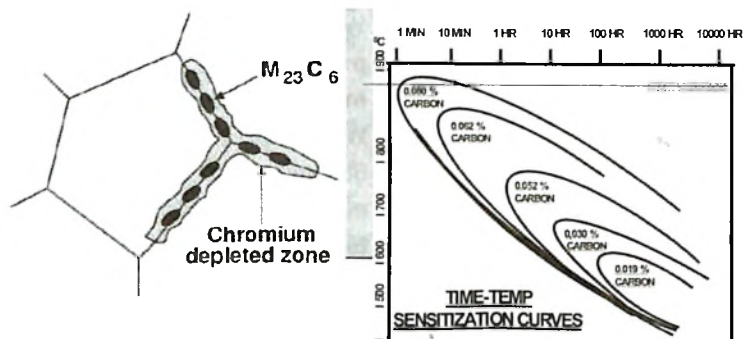 M23C6
Chromium
depleted zone
1 MIN 10 MIN 1 HR 10 HR 100 HR 1000 HR 10000 HR
°C
1900
1800
1700
1600
1500
0.080 %
CARBON
0.062 %
CARBON
0.052 %
CARBON
0.030 %
CARBON
0.019 %
CARBON
TIME-TEMP
SENSITIZATION CURVES